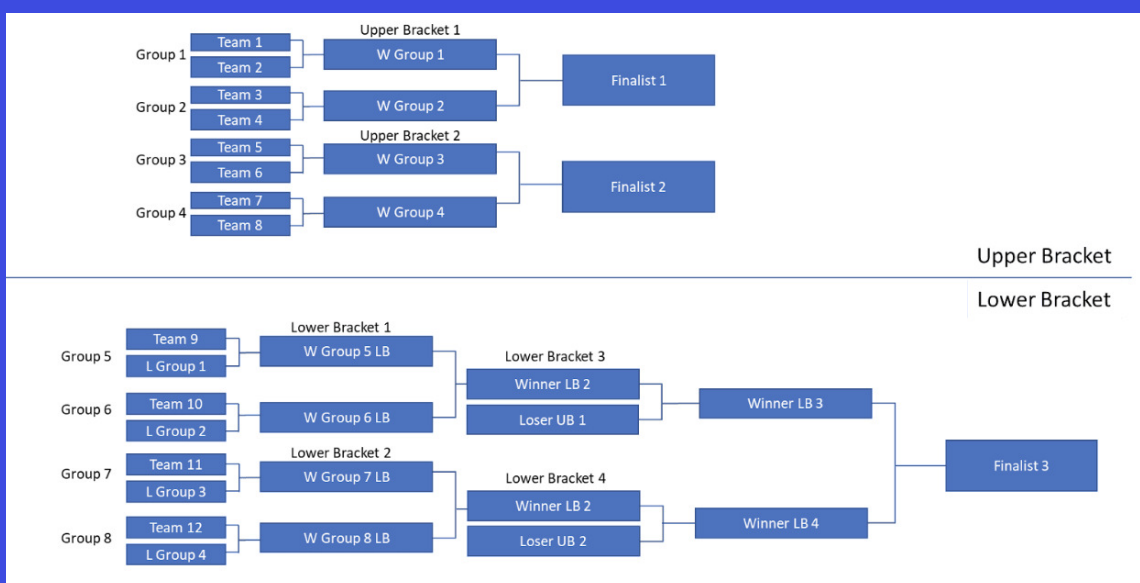 Upper Bracket 1
Group 1
Team 1
Team 2
W Group 1
Finalist 1
Group 2
Team 3
Team 4
W Group 2
Upper Bracket 2
Group 3
Team 5
Team 6
W Group 3
Finalist 2
Group 4
Team 7
Team 8
W Group 4
Upper Bracket
Lower Bracket
Lower Bracket 1
Group 5
Team 9
L Group 1
W Group 5 LB
Lower Bracket 3
Winner LB 2
Loser UB 1
Winner LB 3
Group 6
Team 10
L Group 2
W Group 6 LB
Finalist 3
Lower Bracket 2
Group 7
Team 11
L Group 3
W Group 7 LB
Lower Bracket 4
Winner LB 2
Loser UB 2
Winner LB 4
Group 8
Team 12
L Group 4
W Group 8 LB